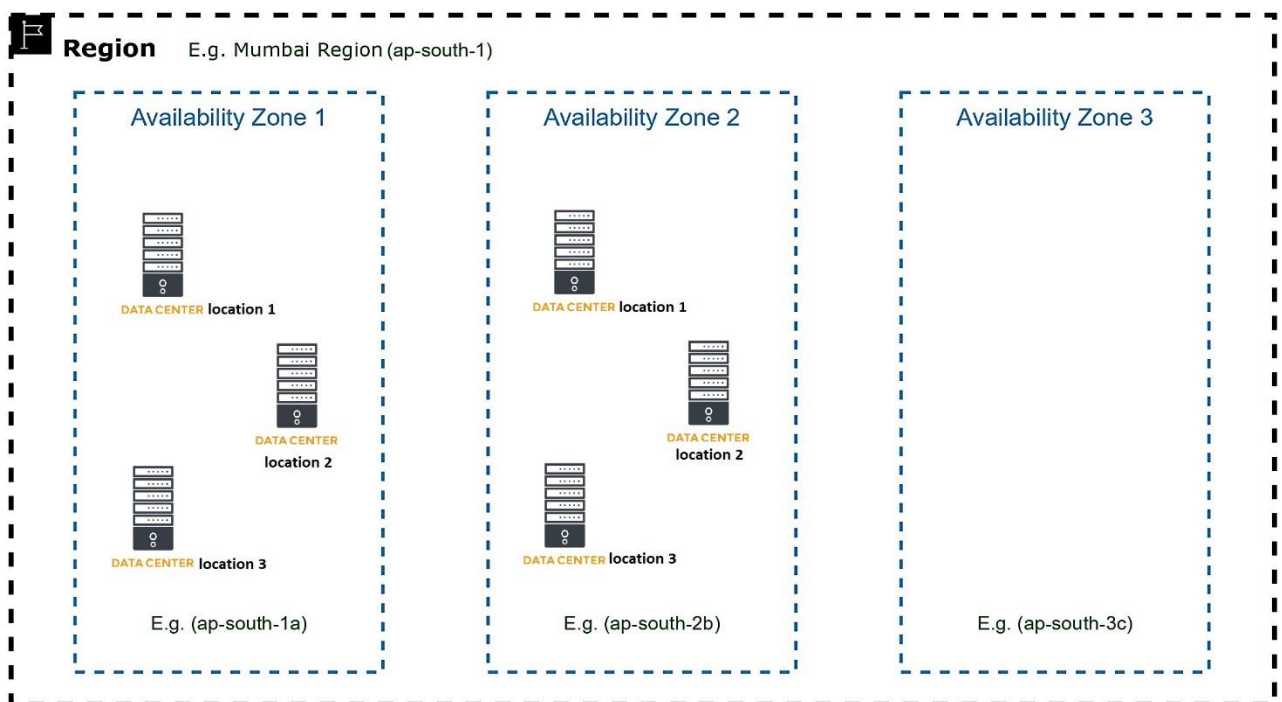 Region E.g. Mumbai Region (ap-south-1)
Availability Zone 1
DATA CENTER location 1
DATA CENTER
location 2
DATA CENTER location 3
E.g. (ap-south-1a)
Availability Zone 2
DATA CENTER location 1
DATA CENTER
location 2
DATA CENTER location 3
E.g. (ap-south-2b)
Availability Zone 3
E.g. (ap-south-3c)